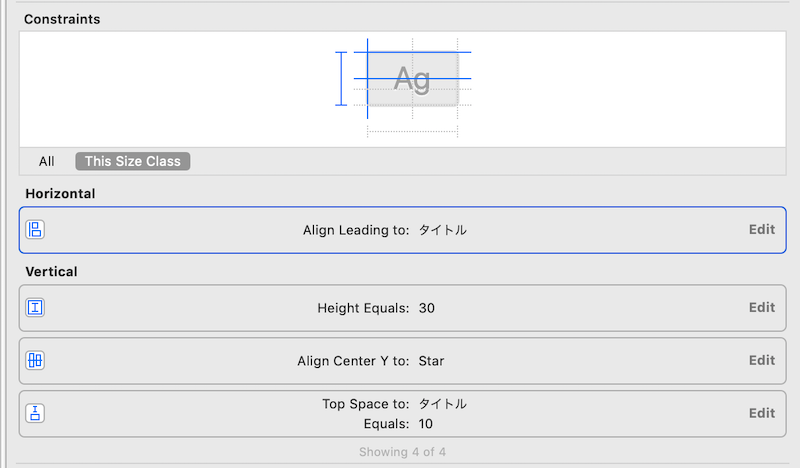 Constraints
Ag
All This Size Class
Horizontal
Align Leading to: タイトル Edit
Vertical
Height Equals: 30 Edit
Align Center Y to: Star Edit
Top Space to: タイトル
Equals: 10 Edit
Showing 4 of 4